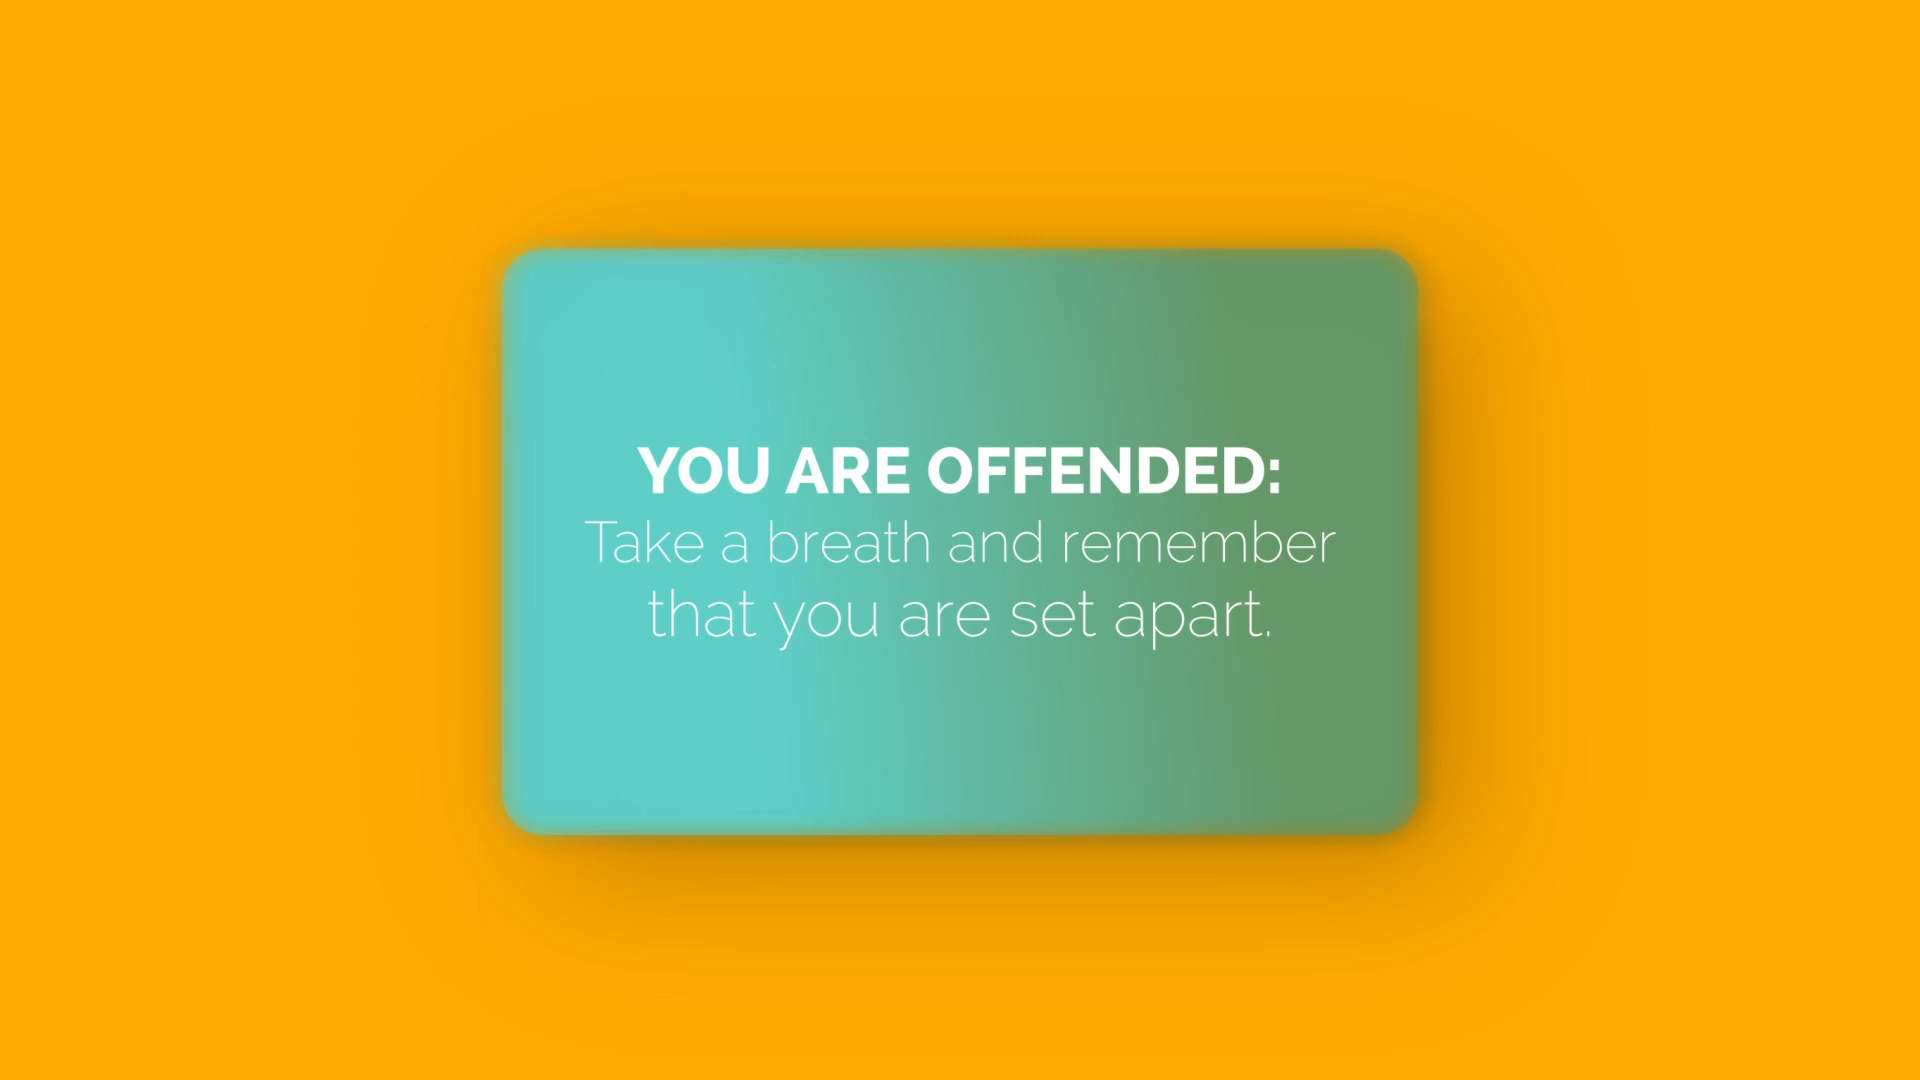 YOU ARE OFFENDED:
Take a breath and remember
that you are set apart.